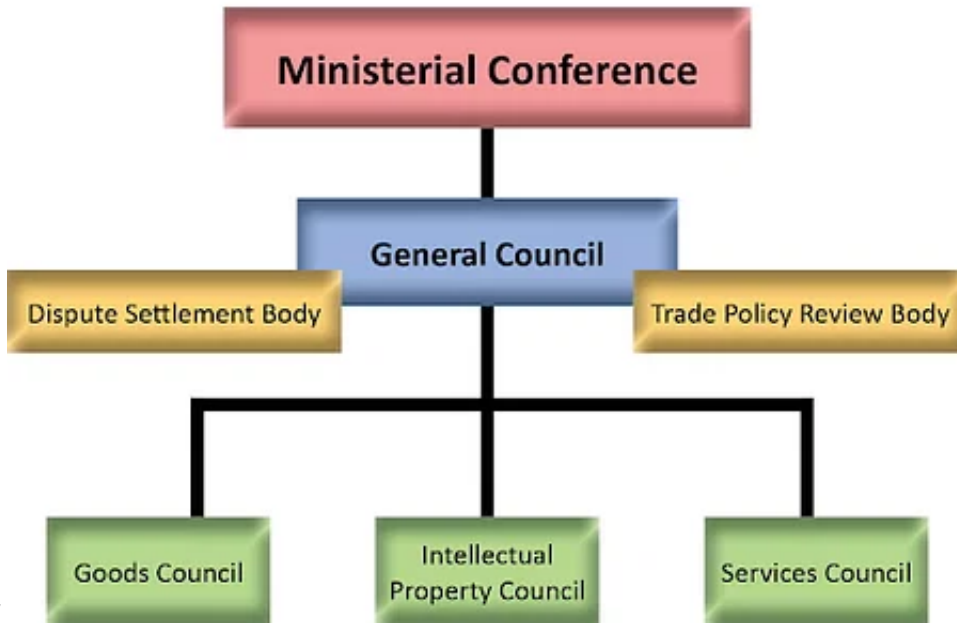 Ministerial Conference
General Council
Dispute Settlement Body
Trade Policy Review Body
Goods Council
Intellectual
Property Council
Services Council